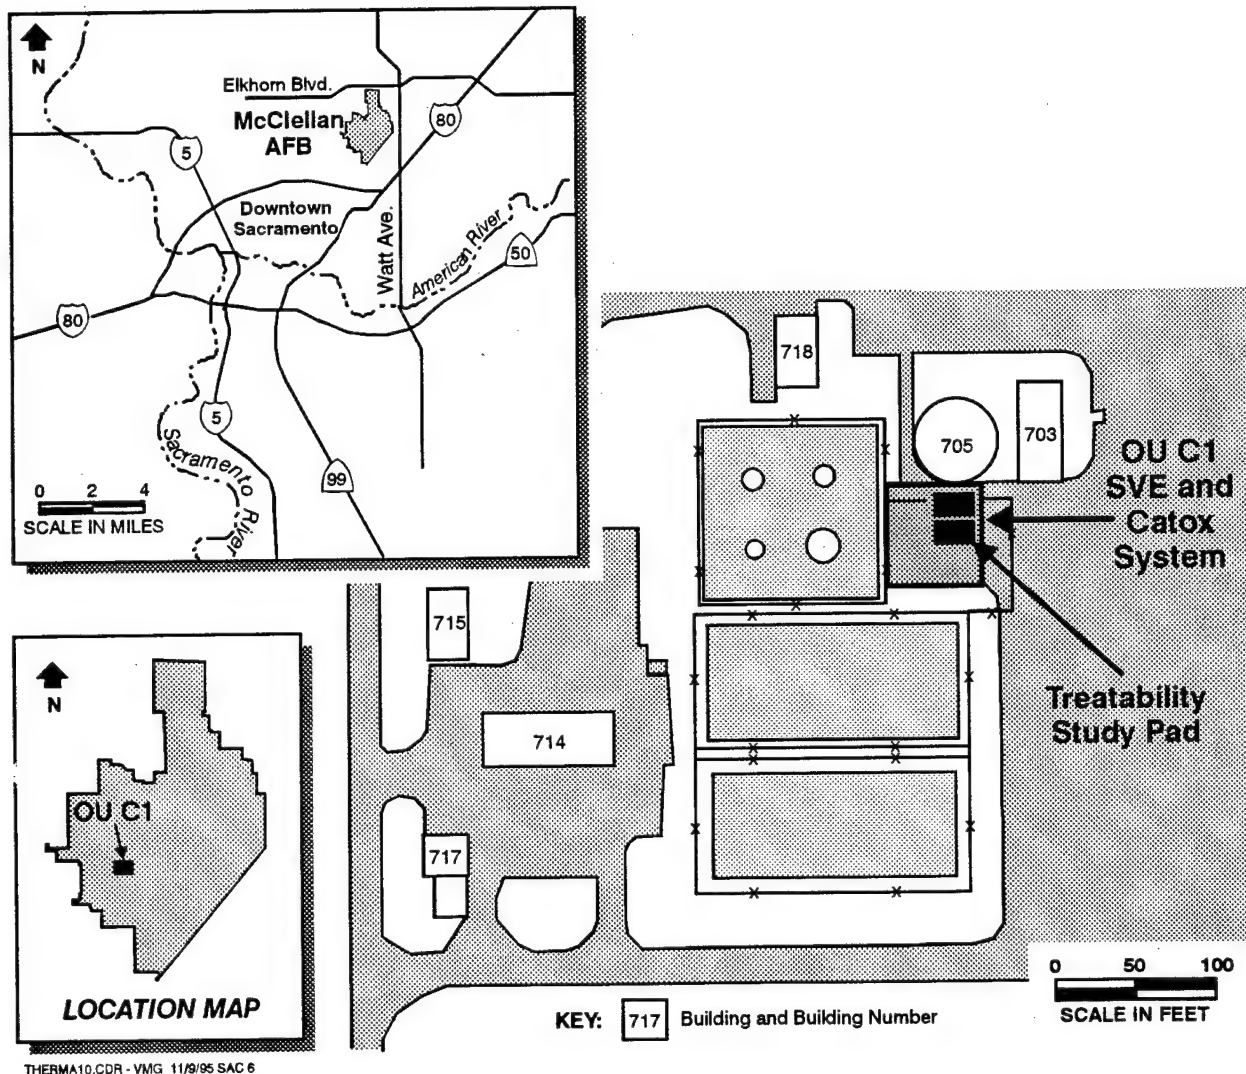 N
Elkhorn Blvd.
McClellan
AFB
80
5
Downtown
Sacramento
Watt Ave.
American River
50
80
5
Sacramento River
99
0 2 4
SCALE IN MILES
718
705
703
OU C1
SVE and
Catox
System
Treatability
Study Pad
715
714
717
N
OU C1
LOCATION MAP
0 50 100
SCALE IN FEET
KEY: 717 Building and Building Number
THERMA10.CDR - VMG 11/9/95 SAC 6